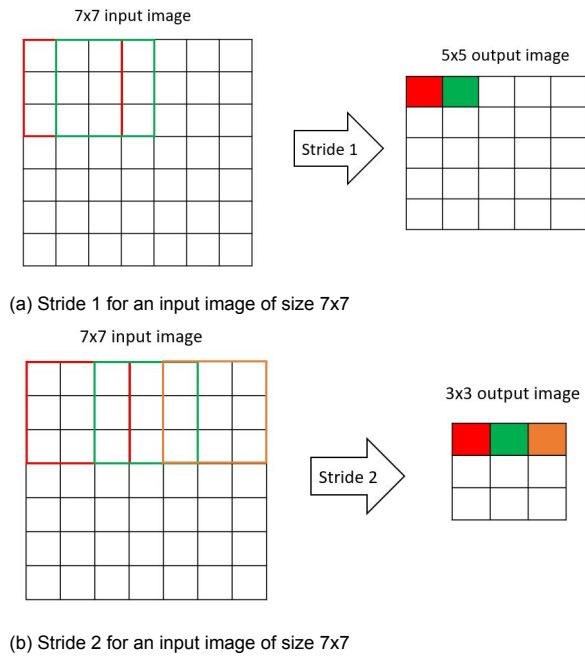 7x7 input image
5x5 output image
Stride 1
(a) Stride 1 for an input image of size 7x7
7x7 input image
3x3 output image
Stride 2
(b) Stride 2 for an input image of size 7x7